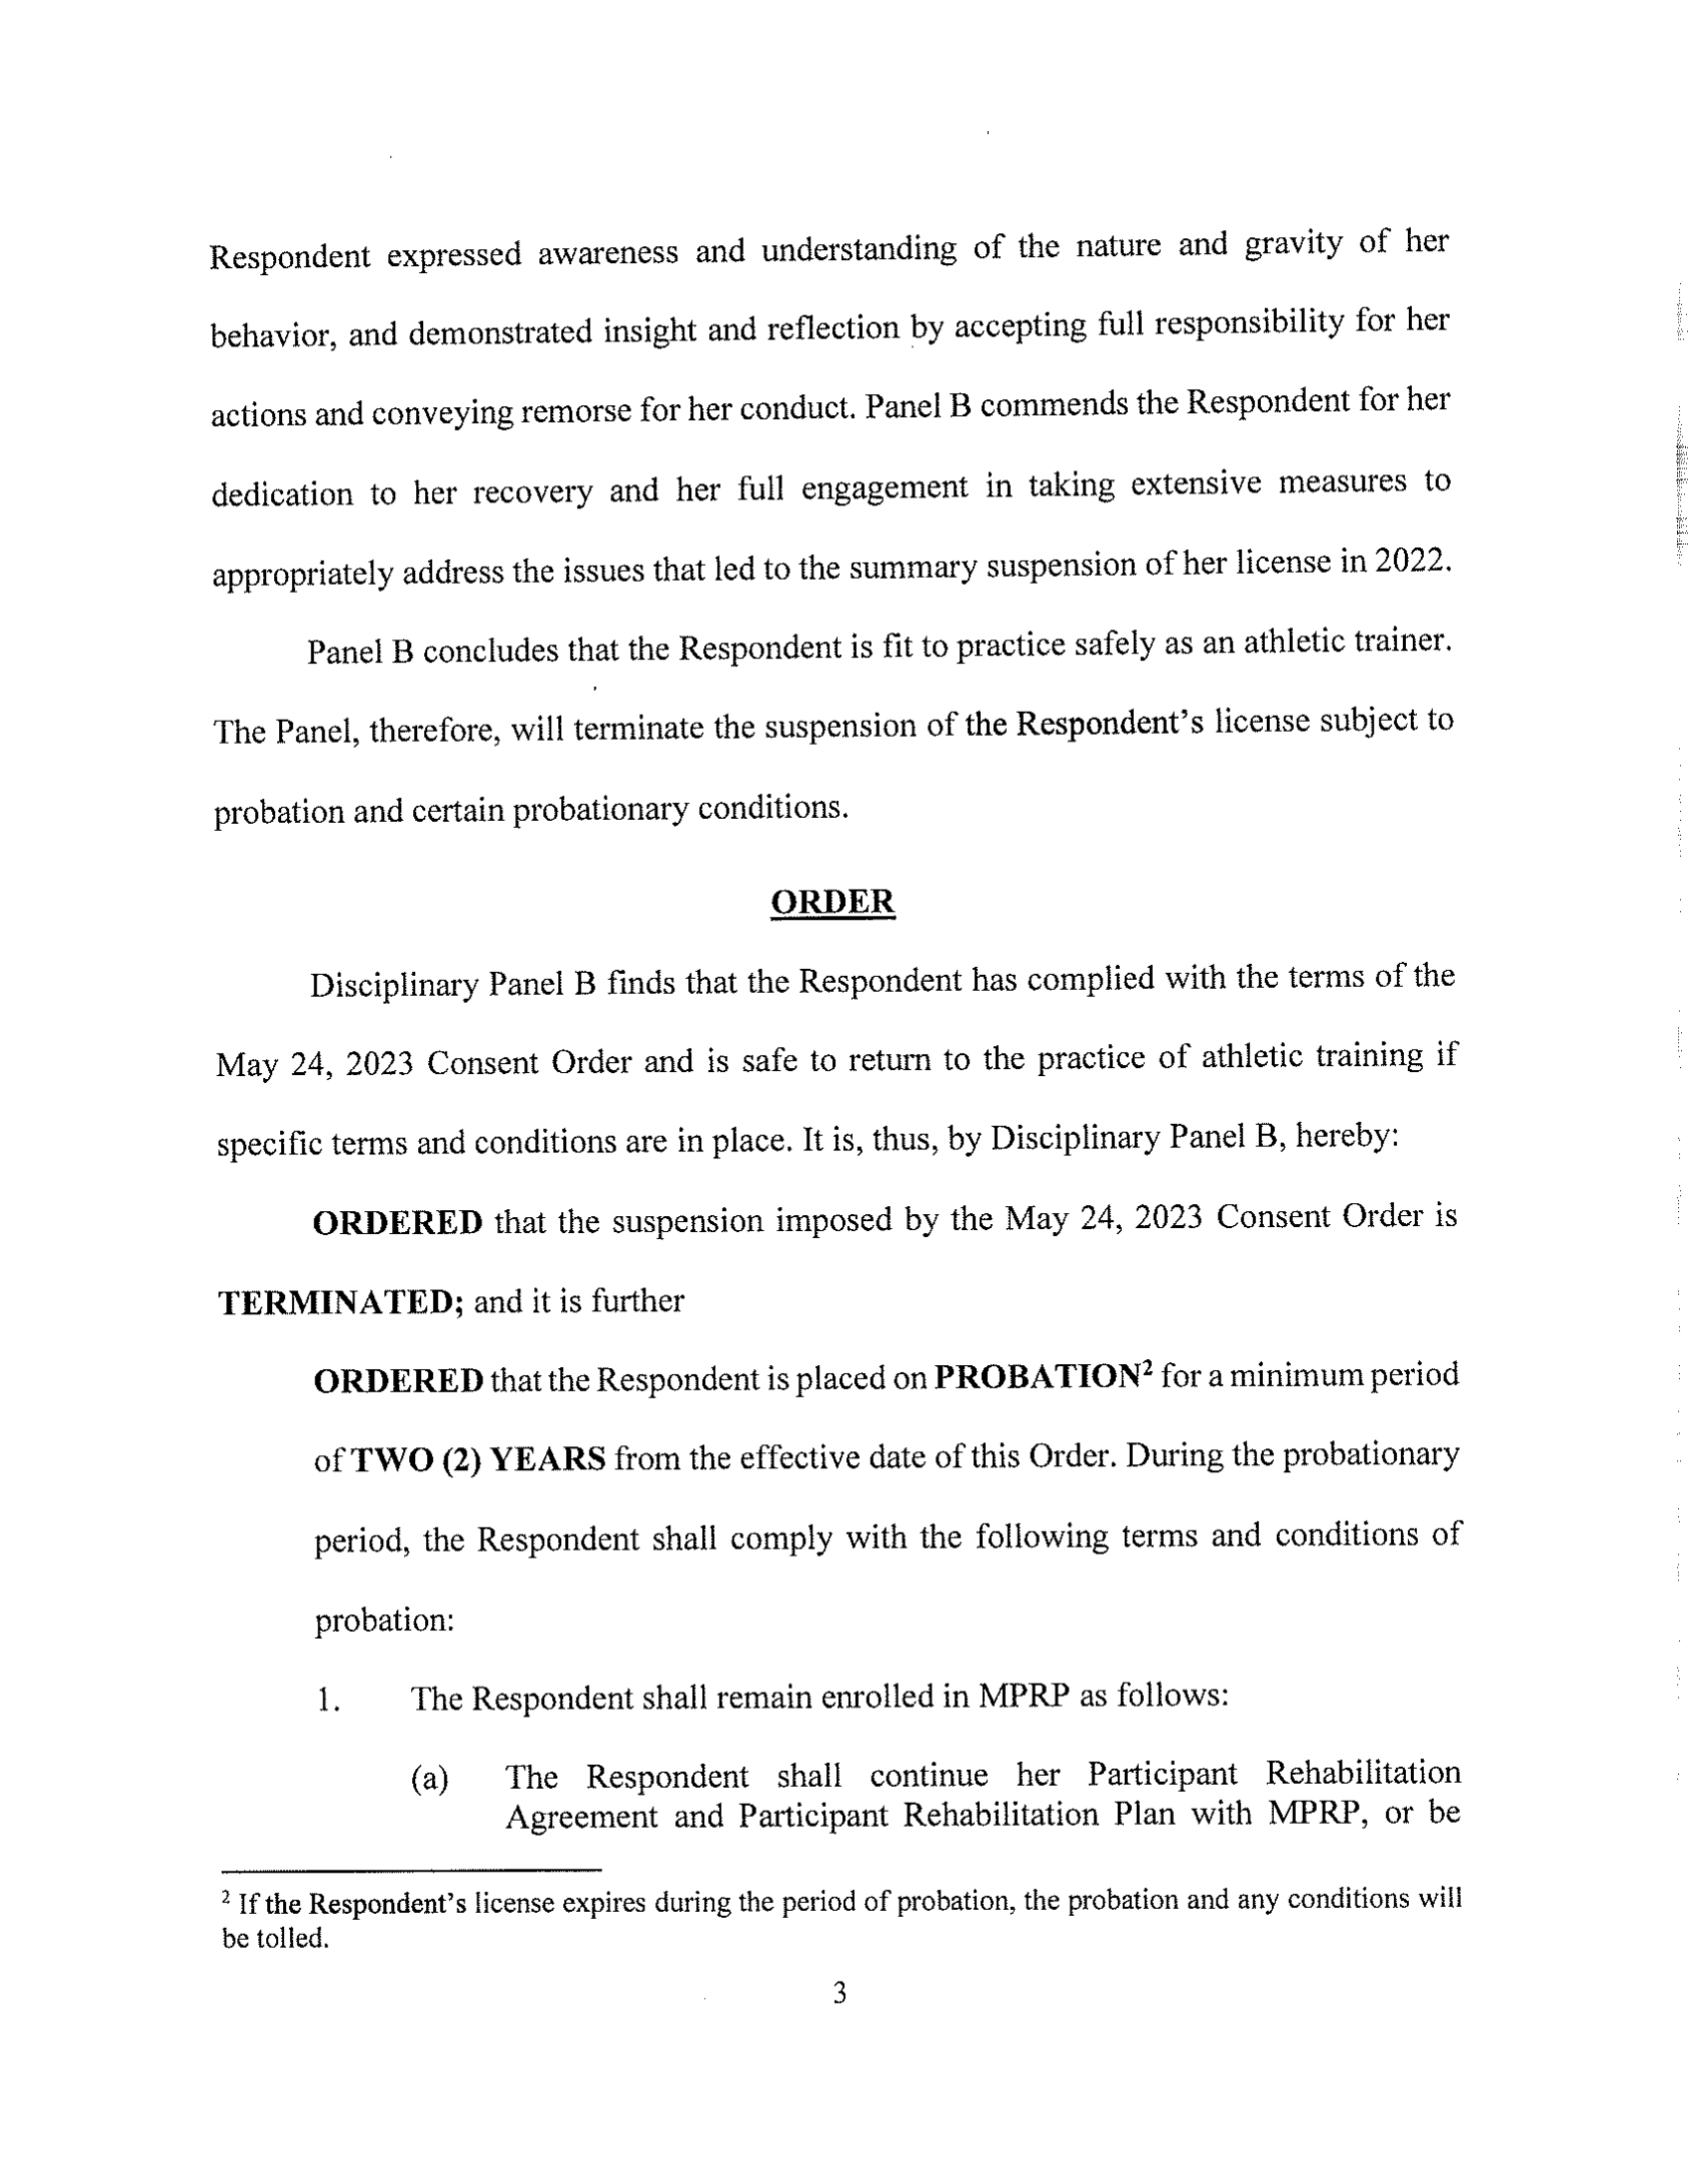 Respondent expressed awareness and understanding of the nature and gravity of her
behavior, and demonstrated insight and reflection by accepting full responsibility for her
actions and conveying remorse for her conduct. Panel B commends the Respondent for her
dedication to her recovery and her full engagement in taking extensive measures to
appropriately address the issues that led to the summary suspension of her license in 2022.
Panel B concludes that the Respondent is fit to practice safely as an athletic trainer.
The Panel, therefore, will terminate the suspension of the Respondent's license subject to
probation and certain probationary conditions.
ORDER
Disciplinary Panel B finds that the Respondent has complied with the terms of the
May 24, 2023 Consent Order and is safe to return to the practice of athletic training if
specific terms and conditions are in place. It is, thus, by Disciplinary Panel B, hereby:
ORDERED that the suspension imposed by the May 24, 2023 Consent Order is
TERMINATED; and it is further
ORDERED that the Respondent is placed on PROBATION² for a minimum period
of TWO (2) YEARS from the effective date of this Order. During the probationary
period, the Respondent shall comply with the following terms and conditions of
probation:
1. The Respondent shall remain enrolled in MPRP as follows:
(a) The Respondent shall continue her Participant Rehabilitation
Agreement and Participant Rehabilitation Plan with MPRP, or be
² If the Respondent's license expires during the period of probation, the probation and any conditions will
be tolled.
3